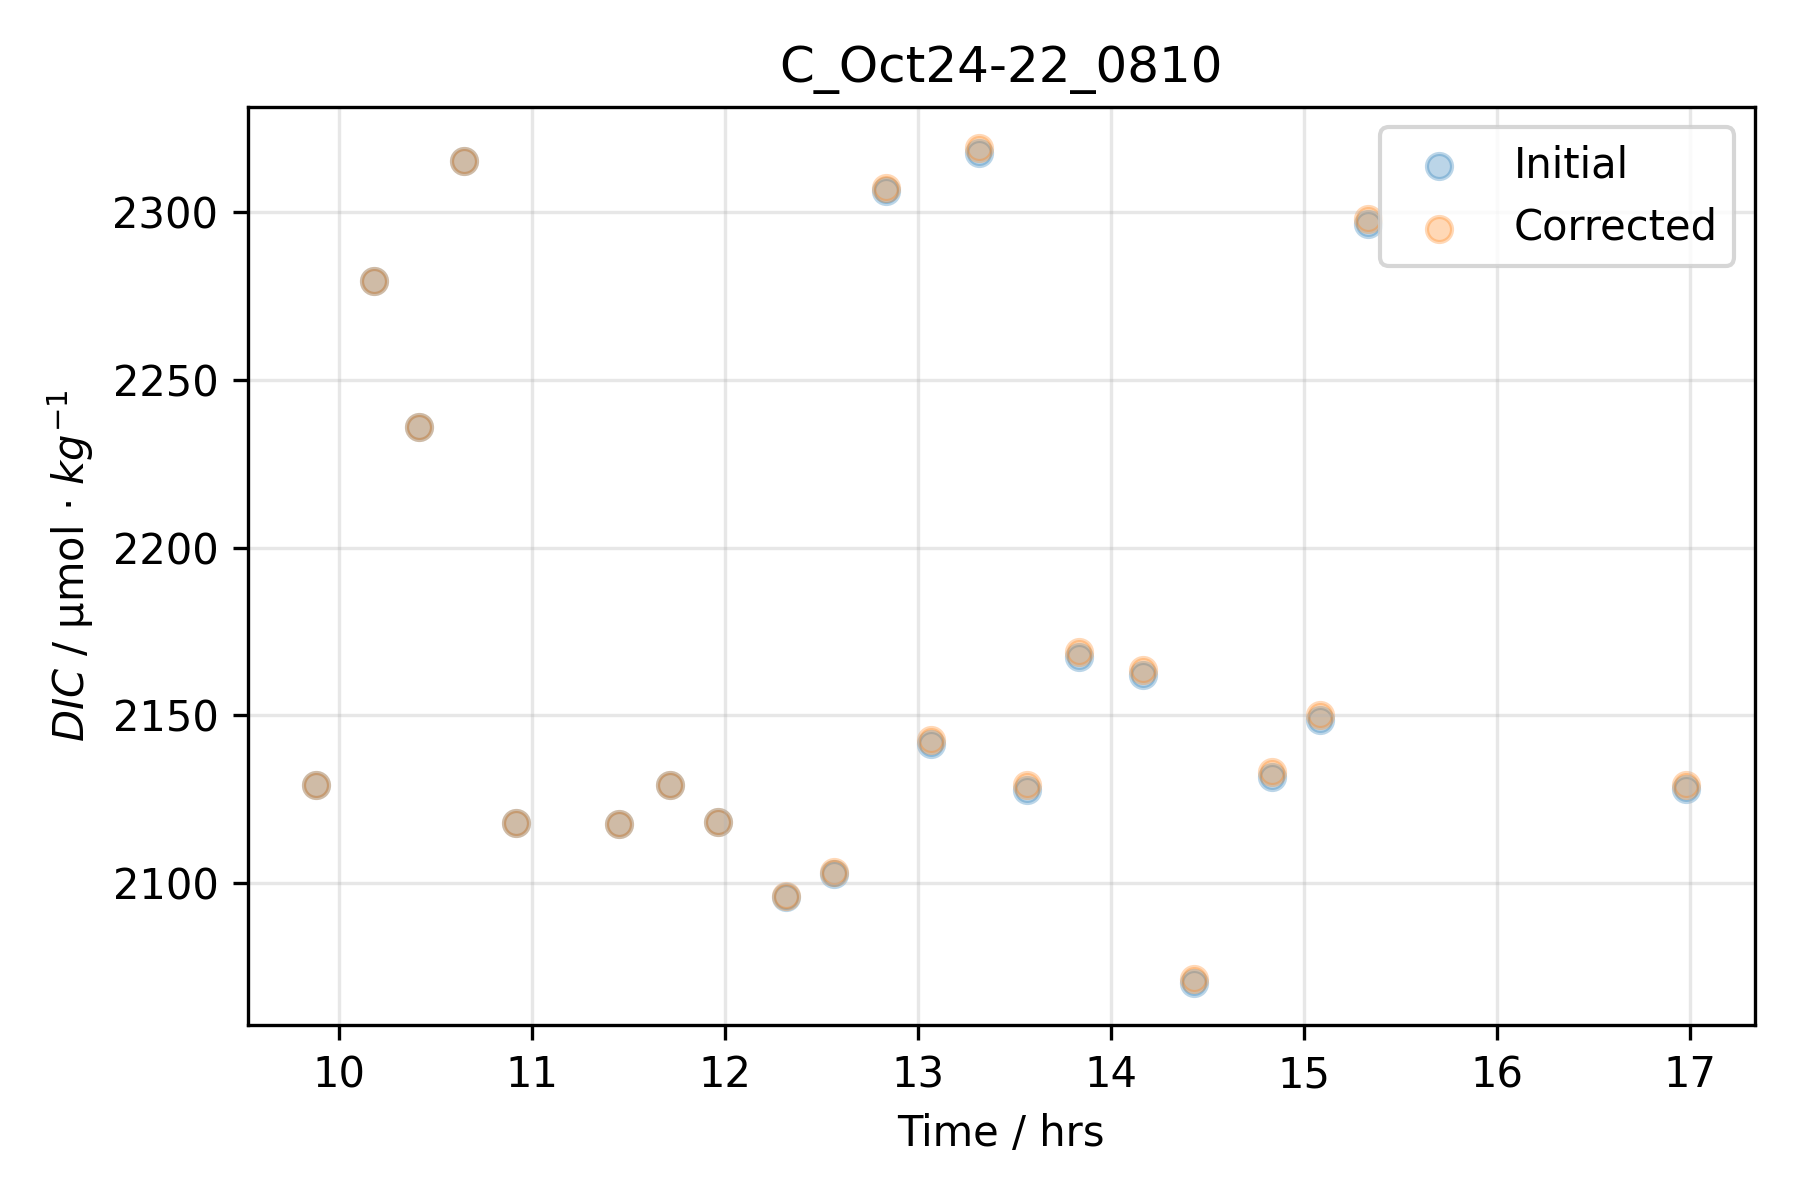 C_Oct24-22_0810
Initial
Corrected
DIC / μmol · kg⁻¹
2300
2250
2200
2150
2100
10 11 12 13 14 15 16 17
Time / hrs